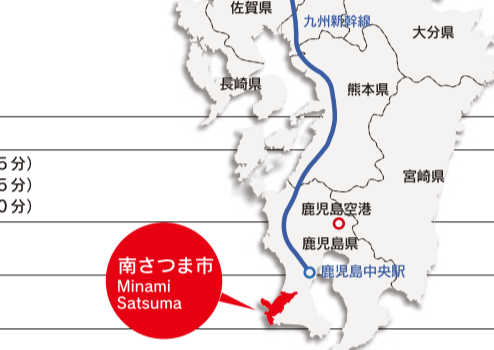 佐賀県
九州新幹線
大分県
長崎県
熊本県
5分）
5分）
0分）
宮崎県
鹿児島空港
鹿児島県
南さつま市
Minami
Satsuma
鹿児島中央駅